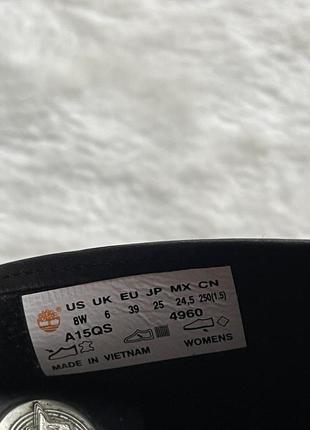 US UK EU JP MX CN
8W 6 39 25 24,5 250(1.5)
A15QS 4960
MADE IN VIETNAM WOMENS